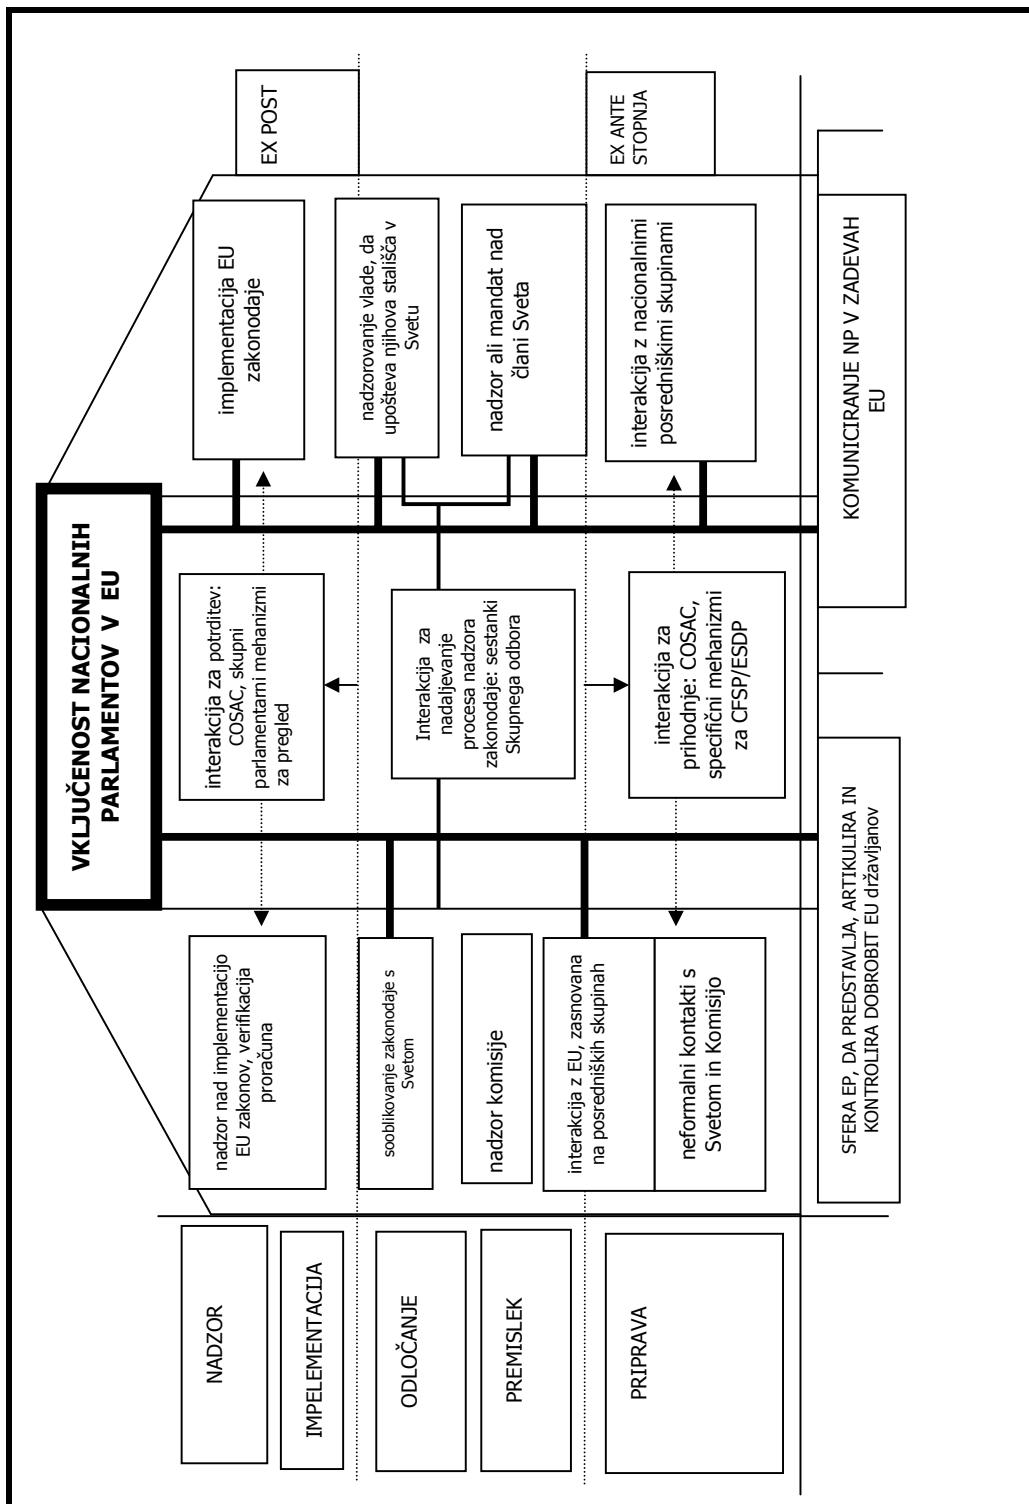 VKLJUČENOST NACIONALNIH
PARLAMENTOV V EU
NADZOR
nadzor nad implementacijo
EU zakonov, verifikacija
proračuna
interakcija za potrditev:
COSAC, skupni
parlamentarni mehanizmi
za pregled
implementacija EU
zakonodaje
EX POST
IMPELEMENTACIJA
ODLOČANJE
sooblikovanje zakonodaje s
Svetom
Interakcija za
nadaljevanje
procesa nadzora
zakonodaje: sestanki
Skupnega odbora
nadzorovanje vlade, da
upošteva njihova stališča v
Svetu
PREMISLEK
nadzor komisije
nadzor ali mandat nad
člani Sveta
PRIPRAVA
interakcija z EU, zasnovana
na posredniških skupinah
neformalni kontakti s
Svetom in Komisijo
interakcija za
prihodnje: COSAC,
specifični mehanizmi
za CFSP/ESDP
interakcija z nacionalnimi
posredniškimi skupinami
EX ANTE
STOPNJA
SFERA EP, DA PREDSTAVLJA, ARTIKULIRA IN
KONTROLIRA DOBROBIT EU državljanov
KOMUNICIRANJE NP V ZADEVAH
EU